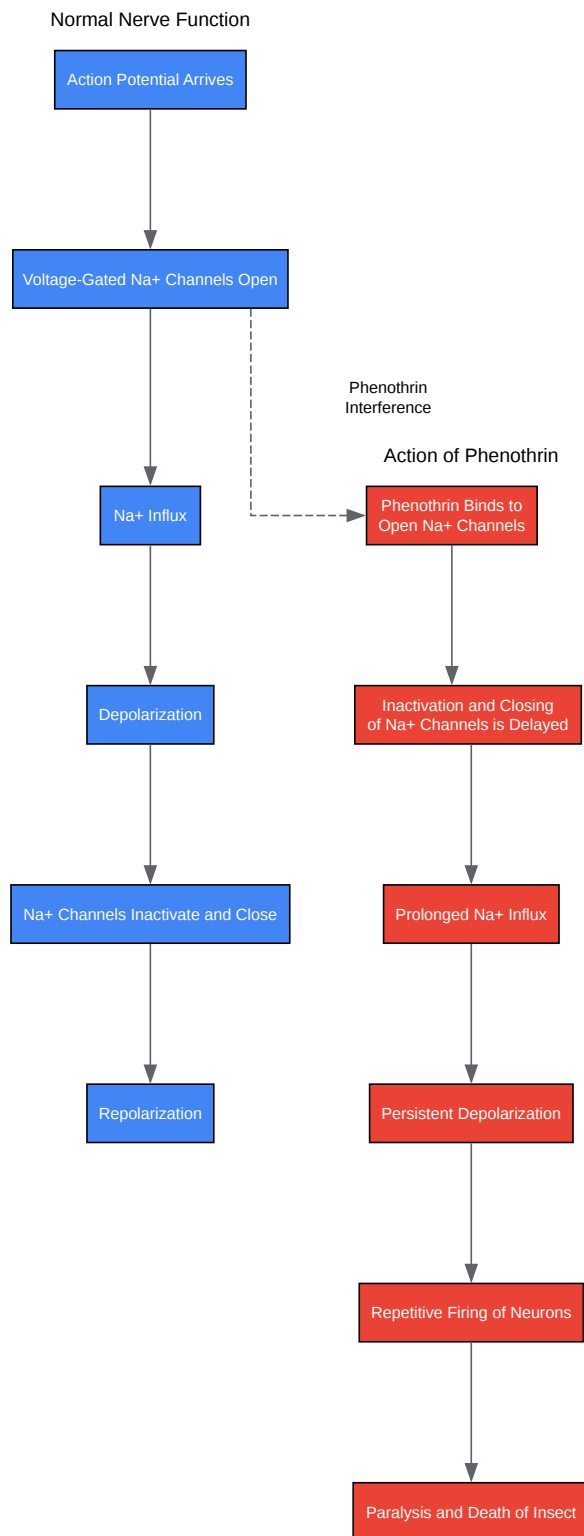 Normal Nerve Function
Action Potential Arrives
Voltage-Gated Na+ Channels Open
Phenothrin
Interference
Action of Phenothrin
Na+ Influx
Phenothrin Binds to
Open Na+ Channels
Depolarization
Inactivation and Closing
of Na+ Channels is Delayed
Na+ Channels Inactivate and Close
Prolonged Na+ Influx
Repolarization
Persistent Depolarization
Repetitive Firing of Neurons
Paralysis and Death of Insect